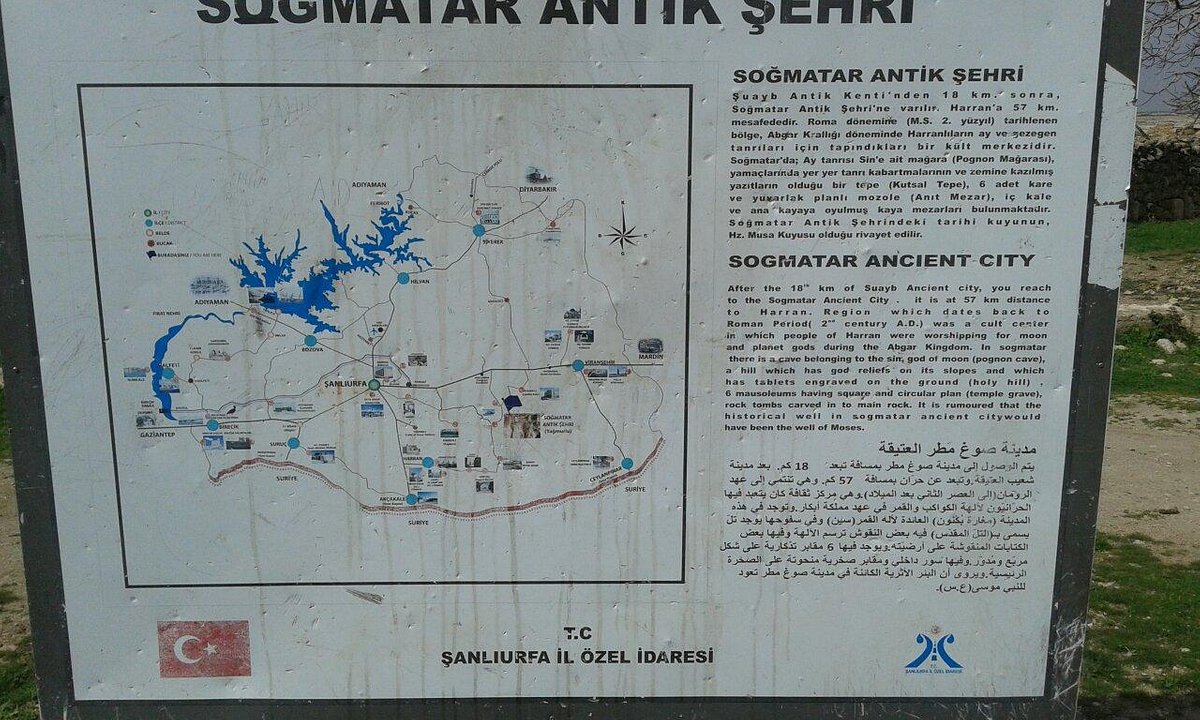 SOĞMATAR ANTİK ŞEHRİ
ADIYAMAN
DİYARBAKIR
SİVEREK
HİLVAN
ADIYAMAN
FIRAT NEHRİ
BOZOVA
MARDİN
VİRANŞEHİR
ŞANLIURFA
SOĞMATAR
ANTİK ŞEHRİ
(Yağmurlu)
BİRECİK
GAZİANTEP
SURUÇ
HARRAN
SURİYE
AKÇAKALE
CEYLANPINAR
SURİYE
SURİYE
SOĞMATAR ANTİK ŞEHRİ
Şuayb Antik Kenti'nden 18 km. sonra,
Soğmatar Antik Şehri'ne varılır. Harran'a 57 km.
mesafededir. Roma dönemine (M.S. 2. yüzyıl) tarihlenen
bölge, Abgar Krallığı döneminde Harranlıların ay ve gezegen
tanrıları için tapındıkları bir kült merkezidir.
Soğmatar'da; Ay tanrısı Sin'e ait mağara (Pognon Mağarası),
yamaçlarında yer yer tanrı kabartmalarının ve zemine kazılmış
yazıtların olduğu bir tepe (Kutsal Tepe), 6 adet kare
ve yuvarlak planlı mozole (Anıt Mezar), iç kale
ve ana kayaya oyulmuş kaya mezarları bulunmaktadır.
Soğmatar Antik Şehrindeki tarihi kuyunun,
Hz. Musa Kuyusu olduğu rivayet edilir.
SOGMATAR ANCIENT CITY
After the 18th km of Suayb Ancient city, you reach
to the Sogmatar Ancient City . it is at 57 km distance
to Harran. Region which dates back to
Roman Period( 2nd century A.D.) was a cult center
in which people of Harran were worshipping for moon
and planet gods during the Abgar Kingdom. In sogmatar
there is a cave belonging to the sin, god of moon (pognon cave),
a hill which has god reliefs on its slopes and which
has tablets engraved on the ground (holy hill) ,
6 mausoleums having square and circular plan (temple grave),
rock tombs carved in to main rock. It is rumoured that the
historical well in sogmatar ancient citywould
have been the well of Moses.
مدينة صوغ مطر العتيقة
يتم الوصول إلى مدينة صوغ مطر بمسافة تبعد 18 كم. بعد مدينة
شعيب العتيقة.وتبعد عن حران بمسافة 57 كم. وهي تنتمي إلى عهد
الرومان(إلى العصر الثاني بعد الميلاد).وهي مركز ثقافة كان يتعبد فيها
الحرانيون لآلهة الكواكب والقمر في عهد مملكة أبكار.وتوجد في هذه
المدينة (مغارة بكنون) العائدة لآله القمر(سين) وفي سفوحها يوجد تل
يسمى ب(التل المقدس) فيه بعض النقوش ترسم الآلهة وفيها بعض
الكتابات المنقوشة على أرضيته.ويوجد فيها 6 مقابر تذكارية على شكل
مربع ومدور.وفيها سور داخلي ومقابر صخرية منحوتة على الصخرة
الرئيسية.ويروى أن البئر الأثرية الكائنة في مدينة صوغ مطر تعود
للنبي موسى(ع.س).
T.C
ŞANLIURFA İL ÖZEL İDARESİ
T.C.
ŞANLIURFA İL ÖZEL İDARESİ